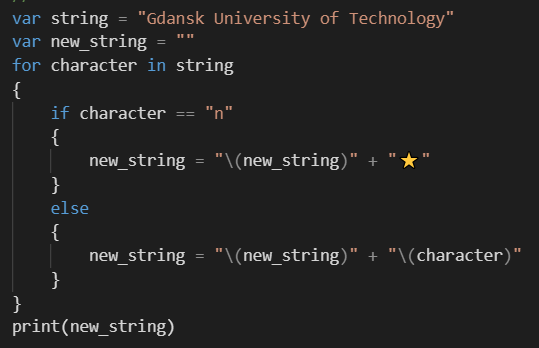 var string = "Gdansk University of Technology"
var new_string = ""
for character in string
{
    if character == "n"
    {
        new_string = "\(new_string)" + "⭐"
    }
    else
    {
        new_string = "\(new_string)" + "\(character)"
    }
}
print(new_string)